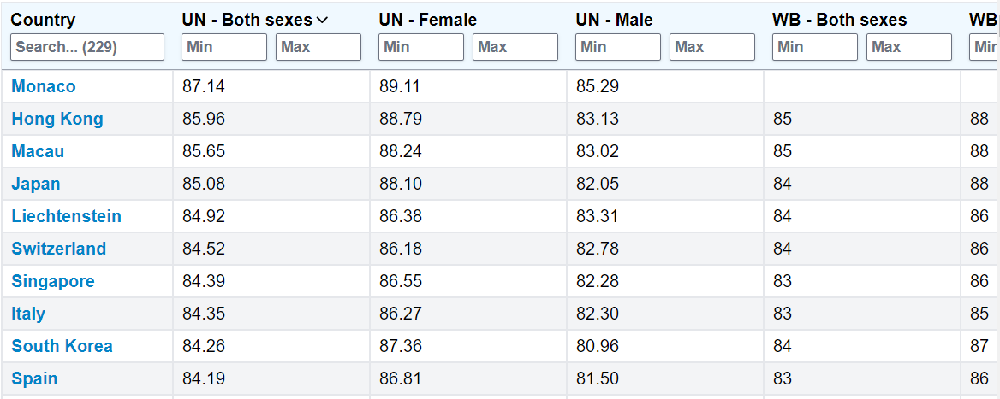 Country UN - Both sexes UN - Female UN - Male WB - Both sexes WB
Search... (229) Min Max Min Max Min Max Min Max Min
Monaco 87.14 89.11 85.29
Hong Kong 85.96 88.79 83.13 85 88
Macau 85.65 88.24 83.02 85 88
Japan 85.08 88.10 82.05 84 88
Liechtenstein 84.92 86.38 83.31 84 86
Switzerland 84.52 86.18 82.78 84 86
Singapore 84.39 86.55 82.28 83 86
Italy 84.35 86.27 82.30 83 85
South Korea 84.26 87.36 80.96 84 87
Spain 84.19 86.81 81.50 83 86